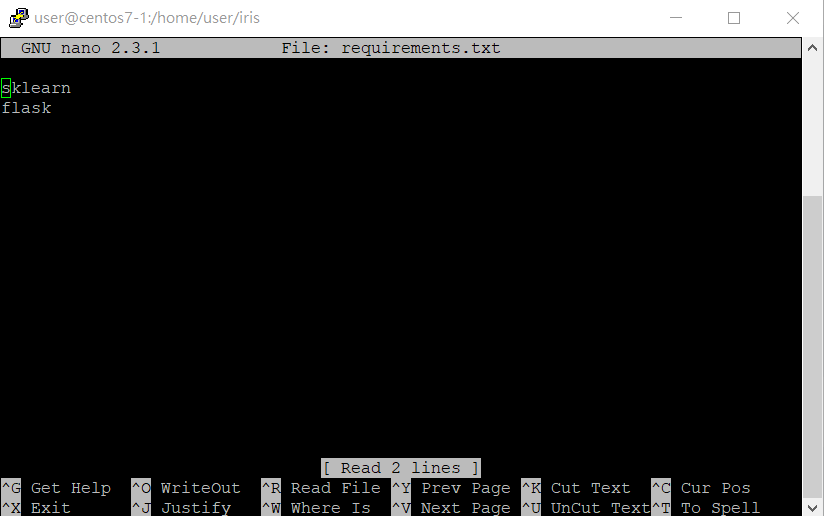 user@centos7-1:/home/user/iris
GNU nano 2.3.1 File: requirements.txt
sklearn
flask
[ Read 2 lines ]
^G Get Help ^O WriteOut ^R Read File ^Y Prev Page ^K Cut Text ^C Cur Pos
^X Exit ^J Justify ^W Where Is ^V Next Page ^U UnCut Text^T To Spell